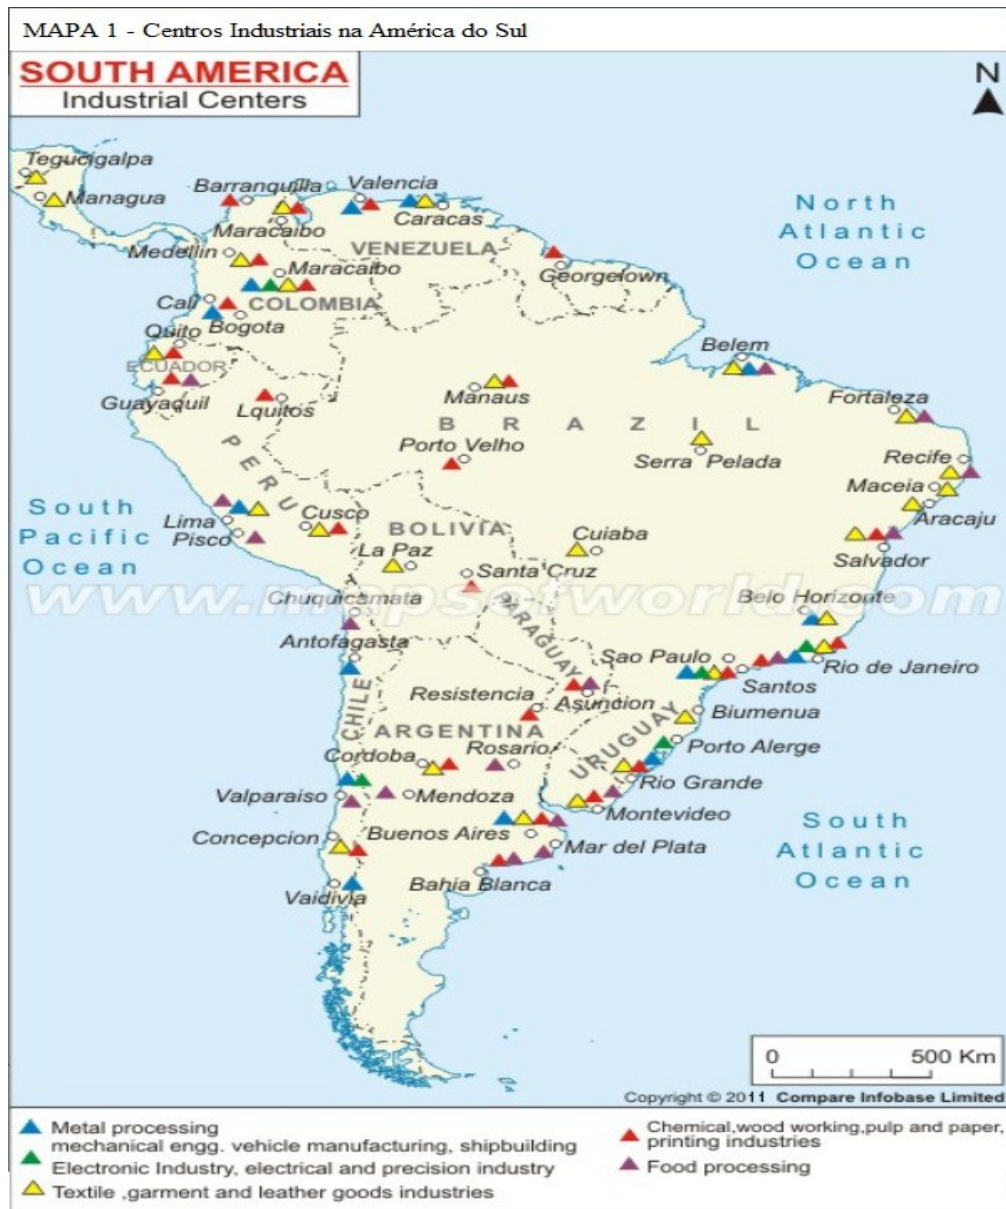 MAPA 1 - Centros Industriais na América do Sul
SOUTH AMERICA
Industrial Centers
N
Tegucigalpa
Managua
Barranquilla
Valencia
Caracas
Maracaibo
VENEZUELA
North
Atlantic
Ocean
Medellin
Maracaibo
Georgetown
Cali
COLOMBIA
Bogota
Quito
ECUADOR
Belem
Guayaquil
Lquitos
Manaus
Fortaleza
BRAZIL
Porto Velho
Serra Pelada
Recife
PERU
Maceia
South
Pacific
Ocean
Lima
Pisco
Cusco
BOLIVIA
Aracaju
La Paz
Cuiaba
Salvador
Santa Cruz
www.mapsofworld.com
Chuquicamata
Belo Horizonte
PARAGUAY
Antofagasta
Sao Paulo
Rio de Janeiro
CHILE
Resistencia
Asuncion
Santos
Biumenua
ARGENTINA
URUGUAY
Cordoba
Rosario
Porto Alerge
Valparaiso
Mendoza
Rio Grande
Montevideo
Concepcion
Buenos Aires
Mar del Plata
South
Atlantic
Ocean
Vaidivia
Bahia Blanca
0 500 Km
Copyright © 2011 Compare Infobase Limited
Metal processing
mechanical engg. vehicle manufacturing, shipbuilding
Electronic Industry, electrical and precision industry
Textile ,garment and leather goods industries
Chemical,wood working,pulp and paper,
printing industries
Food processing